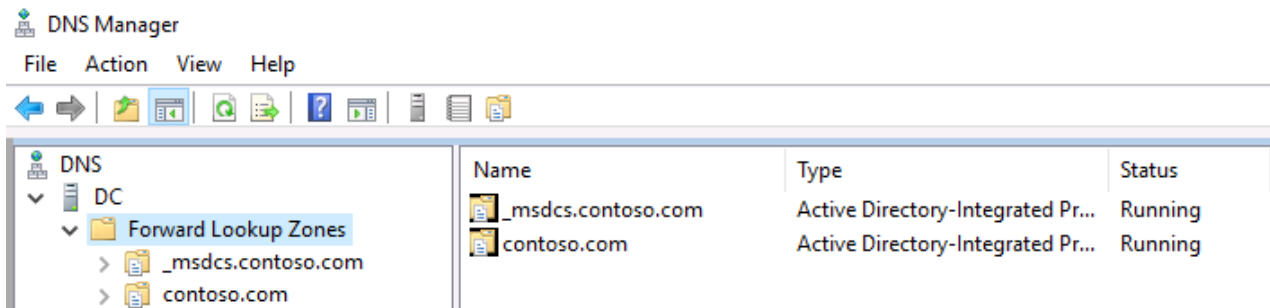 DNS Manager
File Action View Help
DNS
DC
Forward Lookup Zones
_msdcs.contoso.com
contoso.com
Name Type Status
_msdcs.contoso.com Active Directory-Integrated Pr... Running
contoso.com Active Directory-Integrated Pr... Running